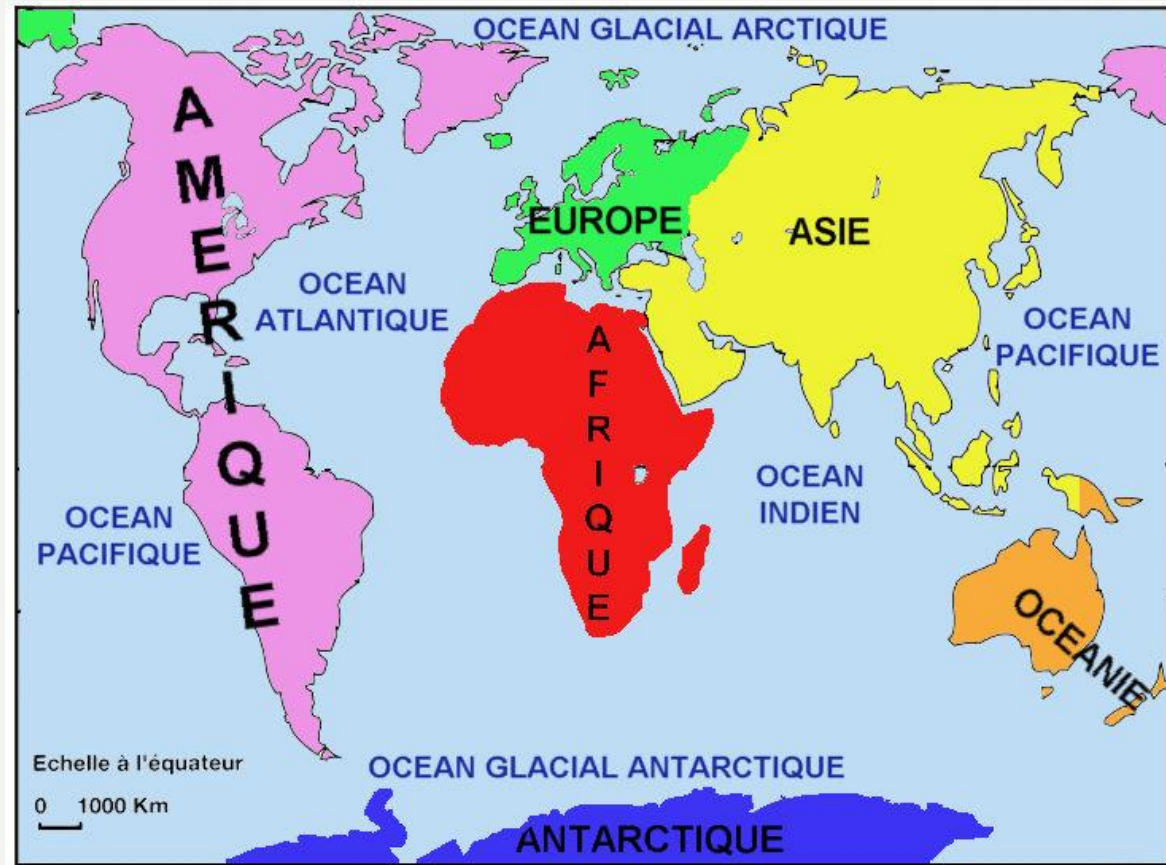 OCEAN GLACIAL ARCTIQUE
AMERIQUE
EUROPE
ASIE
OCEAN
ATLANTIQUE
OCEAN
PACIFIQUE
AFRIQUE
OCEAN
INDIEN
OCEAN
PACIFIQUE
OCEANIE
Echelle à l'équateur
0 1000 Km
OCEAN GLACIAL ANTARCTIQUE
ANTARCTIQUE